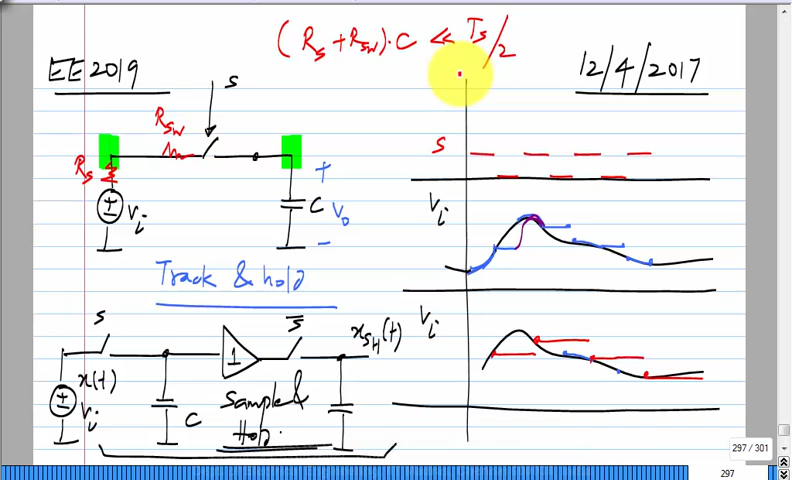 (Rs + Rsw)·C ≪ Ts/2
EE2019
12/4/2017
S
Rsw
Rs
Vi
+
C Vo
−
Track & hold
S
Vi
S
x(t)
Vi
C
1
S̅
xSH(t)
Sample &
Hold.
Vi
297 / 301
297